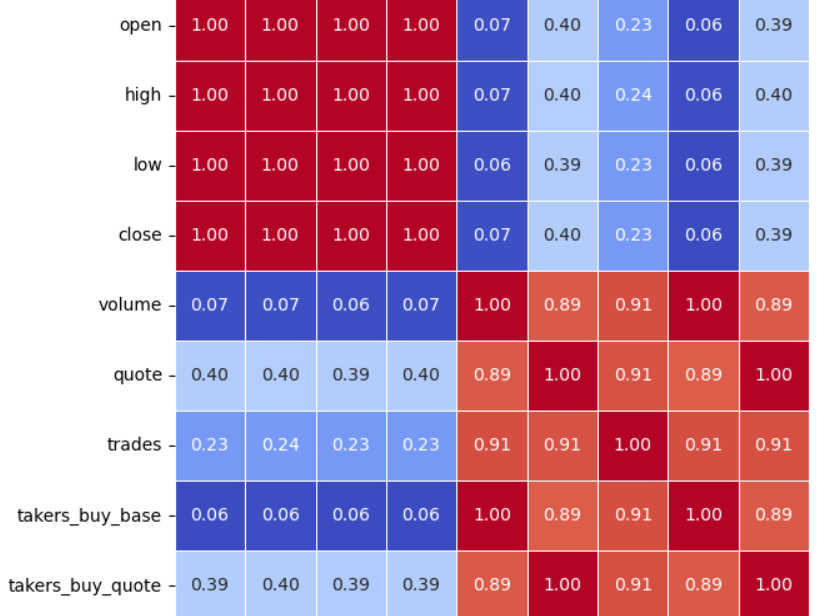 open 1.00 1.00 1.00 1.00 0.07 0.40 0.23 0.06 0.39
high 1.00 1.00 1.00 1.00 0.07 0.40 0.24 0.06 0.40
low 1.00 1.00 1.00 1.00 0.06 0.39 0.23 0.06 0.39
close 1.00 1.00 1.00 1.00 0.07 0.40 0.23 0.06 0.39
volume 0.07 0.07 0.06 0.07 1.00 0.89 0.91 1.00 0.89
quote 0.40 0.40 0.39 0.40 0.89 1.00 0.91 0.89 1.00
trades 0.23 0.24 0.23 0.23 0.91 0.91 1.00 0.91 0.91
takers_buy_base 0.06 0.06 0.06 0.06 1.00 0.89 0.91 1.00 0.89
takers_buy_quote 0.39 0.40 0.39 0.39 0.89 1.00 0.91 0.89 1.00